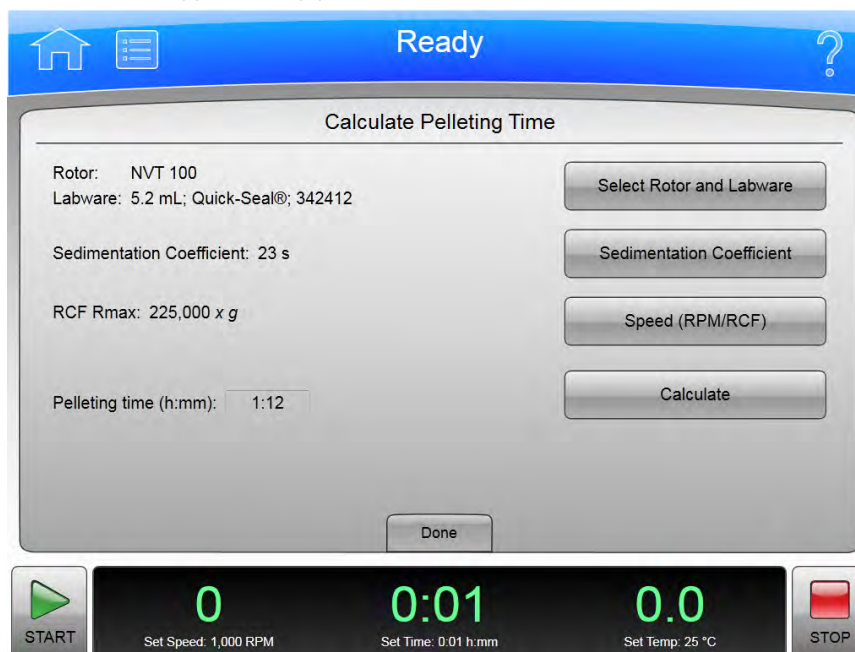 Ready
?
Calculate Pelleting Time
Rotor: NVT 100
Labware: 5.2 mL; Quick-Seal®; 342412
Select Rotor and Labware
Sedimentation Coefficient: 23 s
Sedimentation Coefficient
RCF Rmax: 225,000 x g
Speed (RPM/RCF)
Pelleting time (h:mm): 1:12
Calculate
Done
START
0
Set Speed: 1,000 RPM
0:01
Set Time: 0:01 h:mm
0.0
Set Temp: 25 °C
STOP